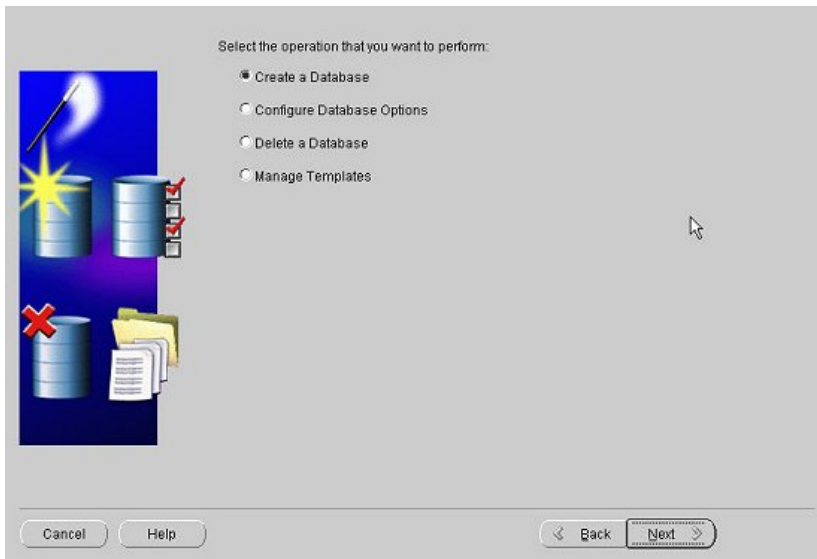 Select the operation that you want to perform:
Create a Database
Configure Database Options
Delete a Database
Manage Templates
Cancel
Help
Back
Next